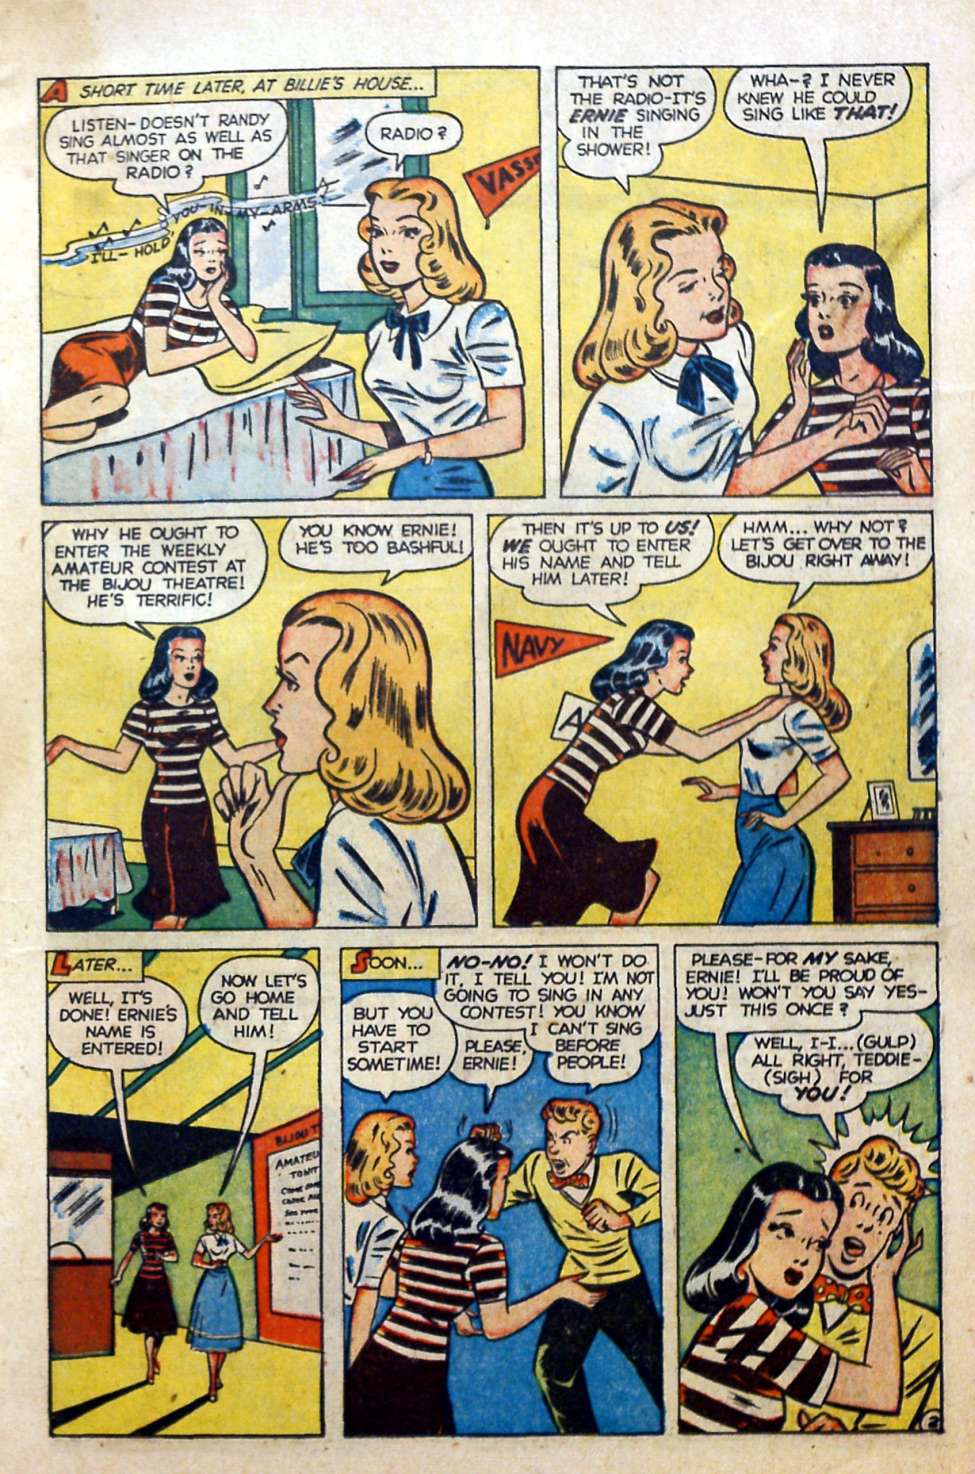 A SHORT TIME LATER, AT BILLIE'S HOUSE...
LISTEN-DOESN'T RANDY
SING ALMOST AS WELL AS
THAT SINGER ON THE
RADIO?
RADIO?
I'LL-HOLD
YOU-IN-MY-ARMS!
VASS
THAT'S NOT
THE RADIO-IT'S
ERNIE SINGING
IN THE
SHOWER!
WHA-? I NEVER
KNEW HE COULD
SING LIKE THAT!
WHY HE OUGHT TO
ENTER THE WEEKLY
AMATEUR CONTEST AT
THE BIJOU THEATRE!
HE'S TERRIFIC!
YOU KNOW ERNIE!
HE'S TOO BASHFUL!
THEN IT'S UP TO US!
WE OUGHT TO ENTER
HIS NAME AND TELL
HIM LATER!
HMM... WHY NOT?
LET'S GET OVER TO THE
BIJOU RIGHT AWAY!
NAVY
A
LATER...
WELL, IT'S
DONE! ERNIE'S
NAME IS
ENTERED!
NOW LET'S
GO HOME
AND TELL
HIM!
BIJOU T
AMATEU
TONIT
COME
SOON...
BUT YOU
HAVE TO
START
SOMETIME!
NO-NO! I WON'T DO
IT, I TELL YOU! I'M NOT
GOING TO SING IN ANY
CONTEST! YOU KNOW
I CAN'T SING
BEFORE
PEOPLE!
PLEASE,
ERNIE!
PLEASE-FOR MY SAKE,
ERNIE! I'LL BE PROUD OF
YOU! WON'T YOU SAY YES-
JUST THIS ONCE?
WELL, I-I...(GULP)
ALL RIGHT, TEDDIE-
(SIGH) FOR
YOU!
2